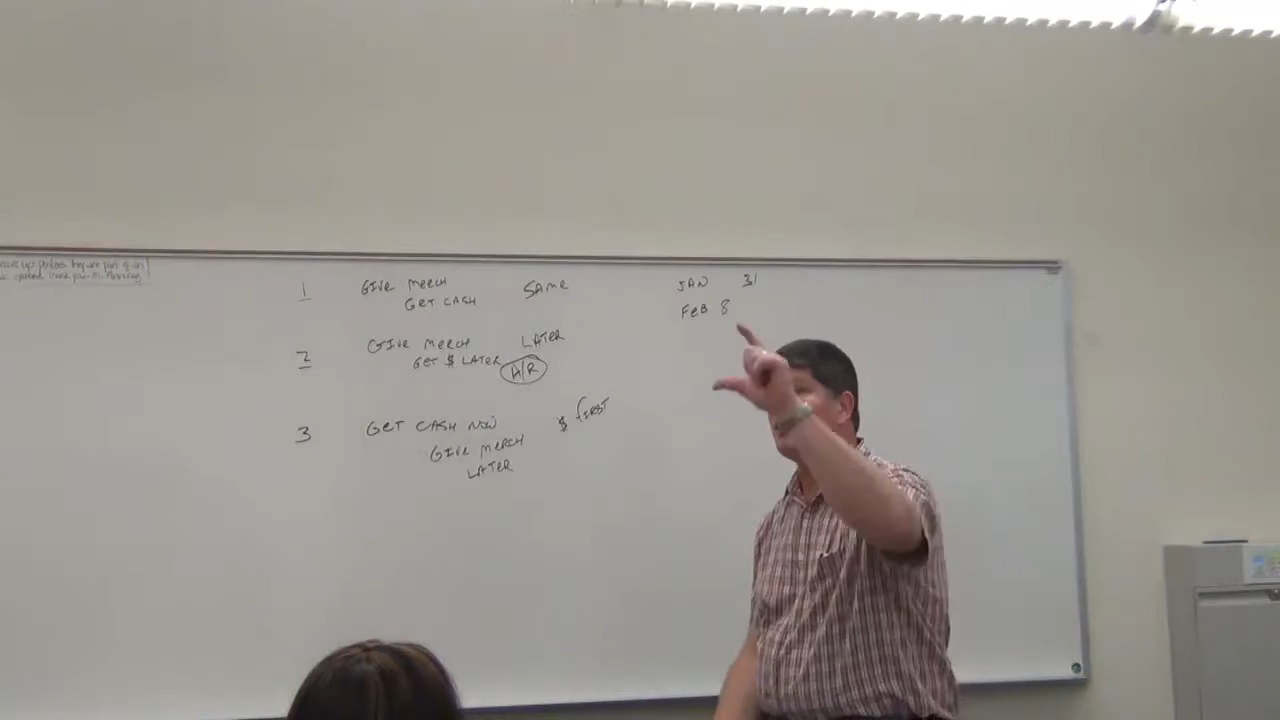 1 GIVE MERCH SAME
GET CASH
2 GIVE MERCH LATER
GET $ LATER A/R
3 GET CASH NOW $ FIRST
GIVE MERCH
LATER
JAN 31
FEB 8